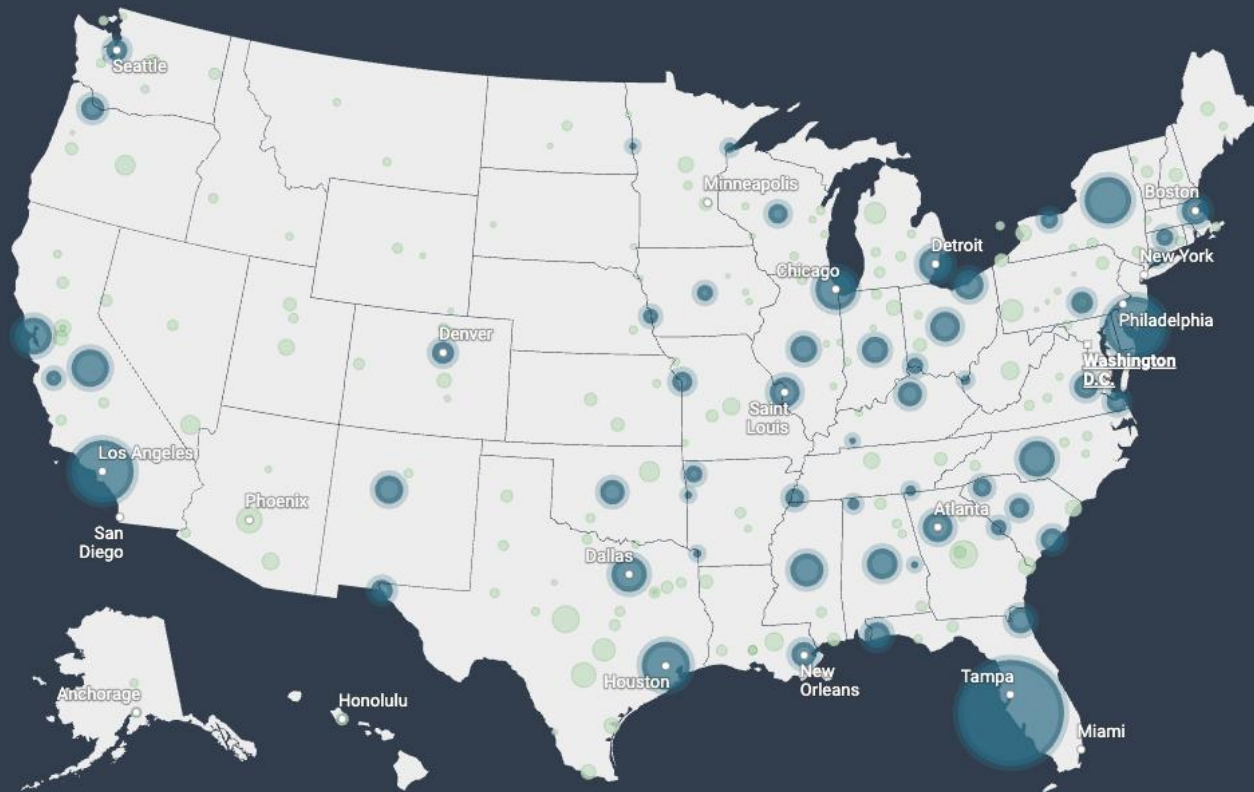 Seattle
Minneapolis
Boston
Detroit
New York
Chicago
Philadelphia
Denver
Washington
D.C.
Saint
Louis
Los Angeles
Phoenix
Atlanta
San
Diego
Dallas
Houston
New
Orleans
Tampa
Anchorage
Honolulu
Miami